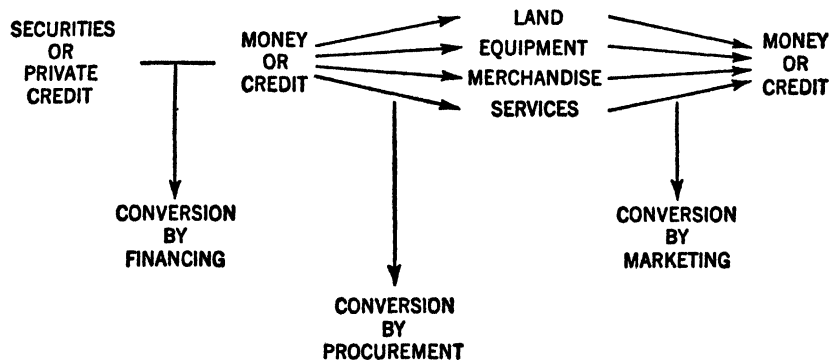 SECURITIES
OR
PRIVATE
CREDIT
MONEY
OR
CREDIT
LAND
EQUIPMENT
MERCHANDISE
SERVICES
MONEY
OR
CREDIT
CONVERSION
BY
FINANCING
CONVERSION
BY
PROCUREMENT
CONVERSION
BY
MARKETING